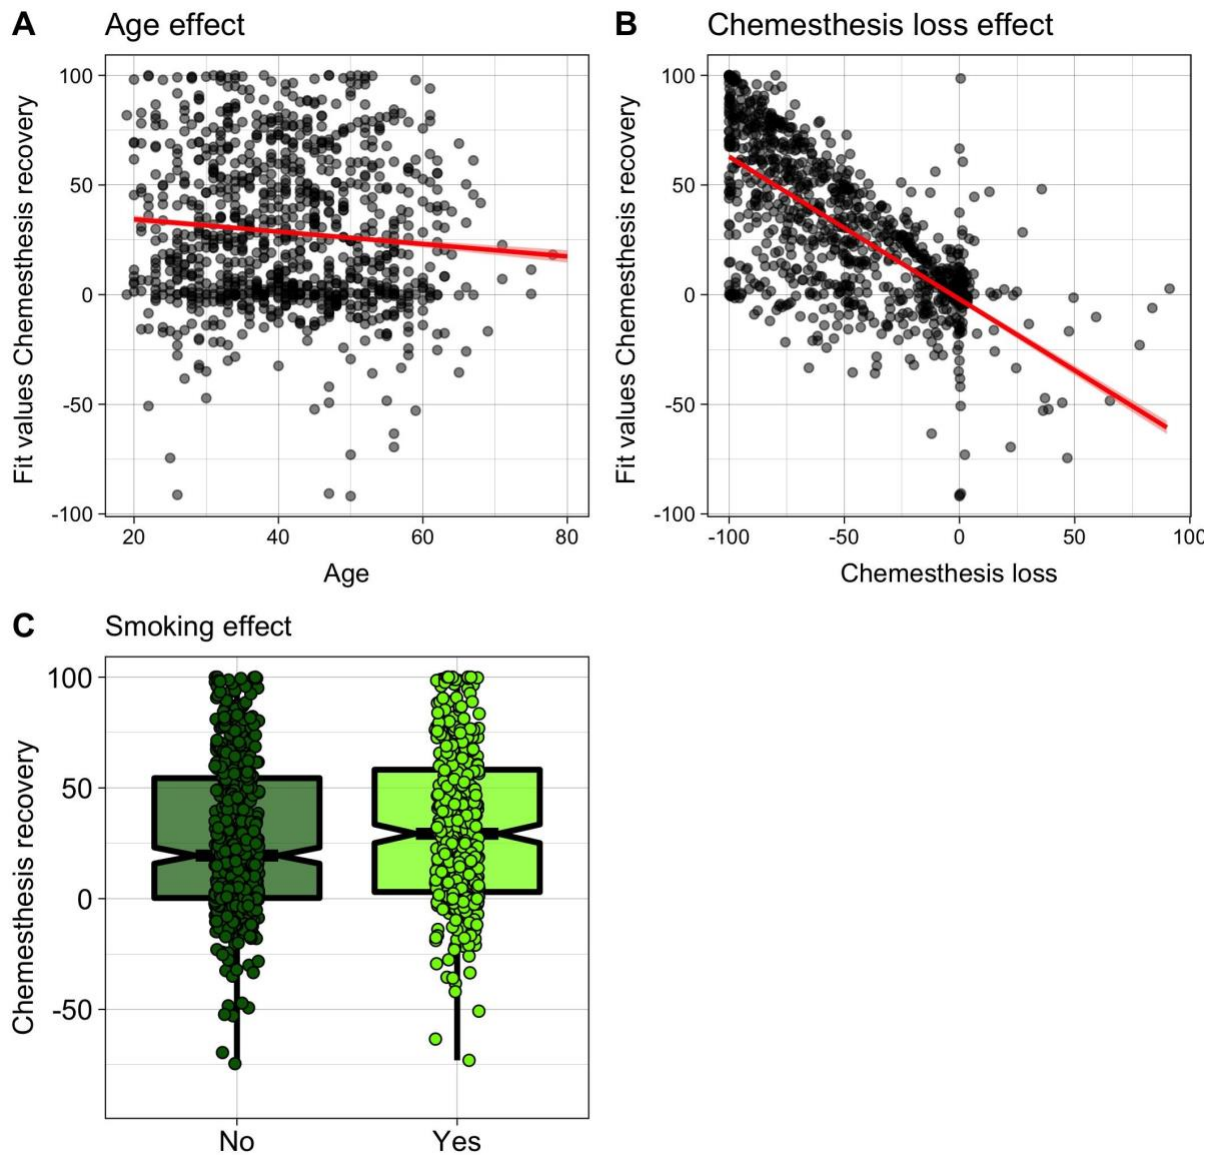 A Age effect
Fit values Chemesthesis recovery
100
50
0
-50
-100
20 40 60 80
Age
B Chemesthesis loss effect
Fit values Chemesthesis recovery
100
50
0
-50
-100
-100 -50 0 50 100
Chemesthesis loss
C Smoking effect
Chemesthesis recovery
100
50
0
-50
No Yes